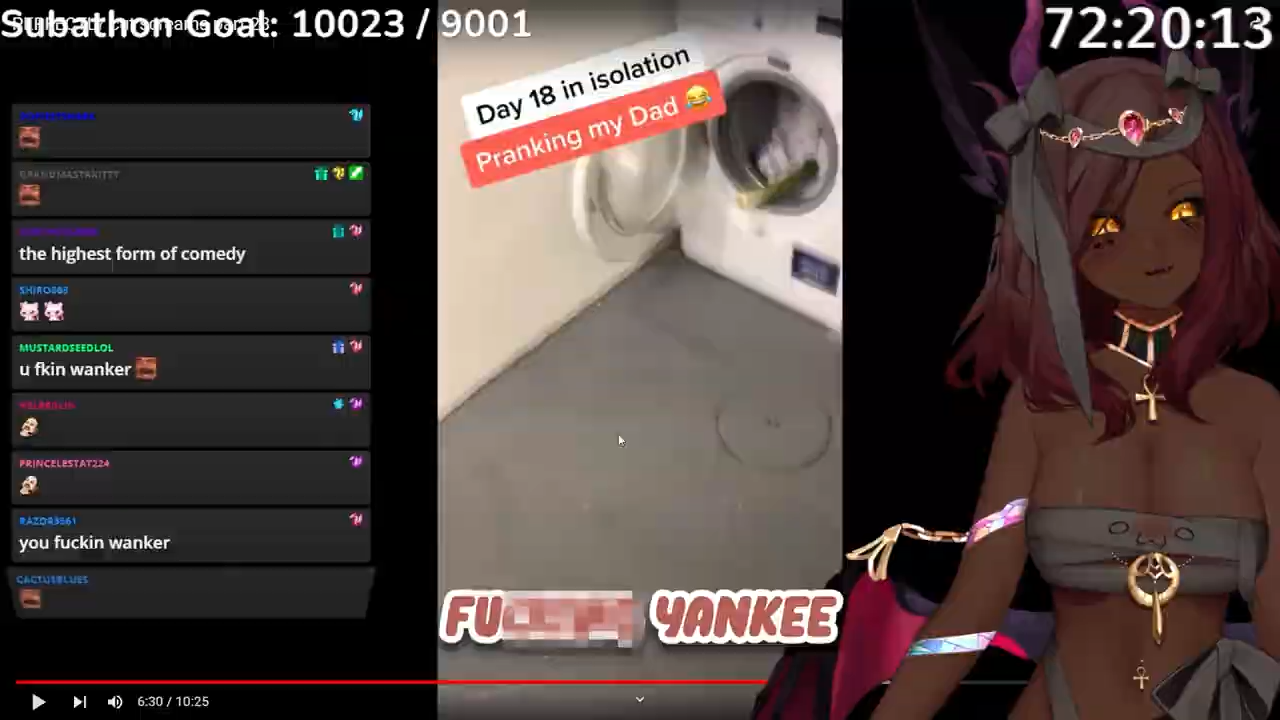 Subathon Goal: 10023 / 9001
72:20:13
Day 18 in isolation
Pranking my Dad 😂
GRANDMASTAKITTY
the highest form of comedy
MUSTARDSEEDLOL
u fkin wanker
PRINCELESTAT224
you fuckin wanker
CACTUSBLUES
FU YANKEE
6:30 / 10:25